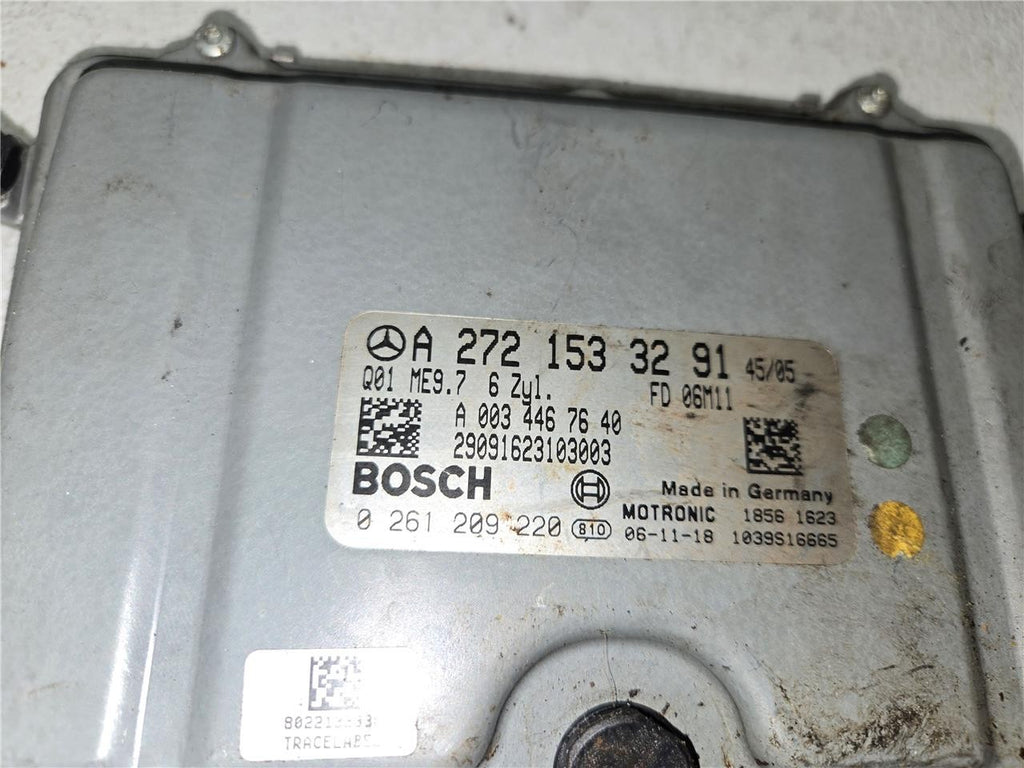 A 272 153 32 91 45/05
Q01 ME9.7 6 Zyl. FD 06M11
A 003 446 76 40
29091623103003
BOSCH Made in Germany
MOTRONIC 1856 1623
0 261 209 220 810 06-11-18 1039S16665